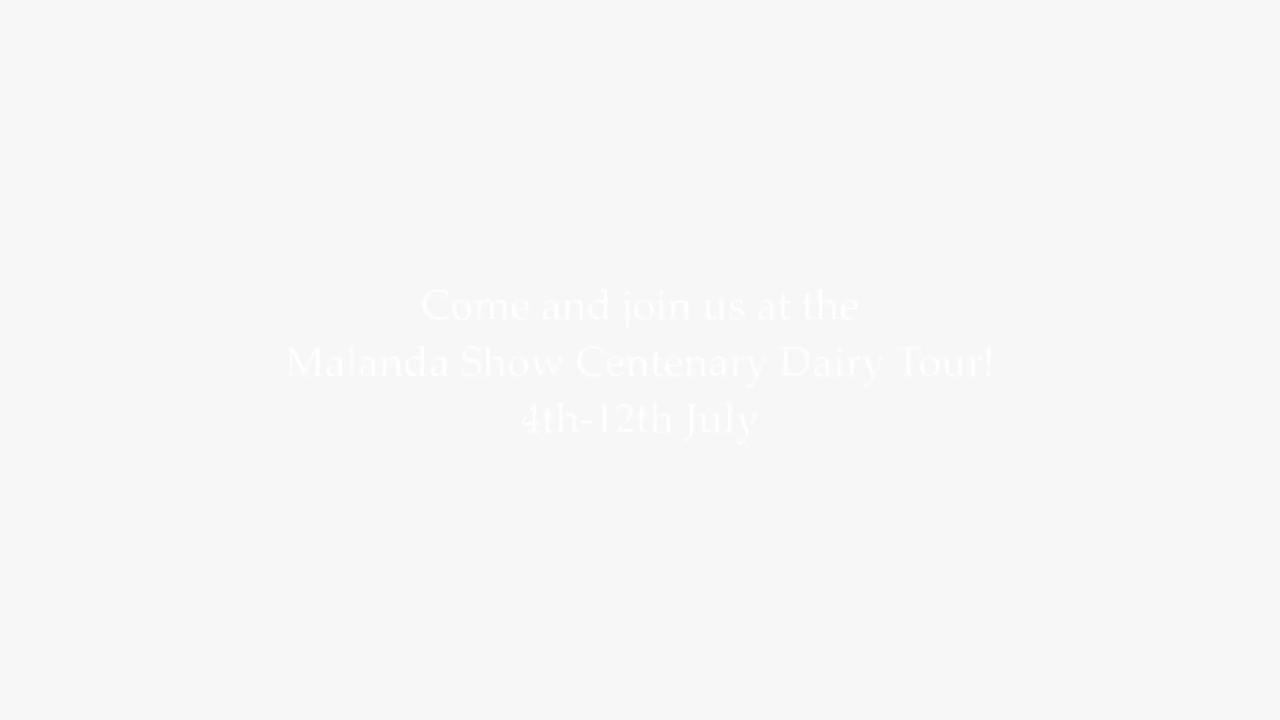 Come and join us at the
Malanda Show Centenary Dairy Tour!
4th-12th July